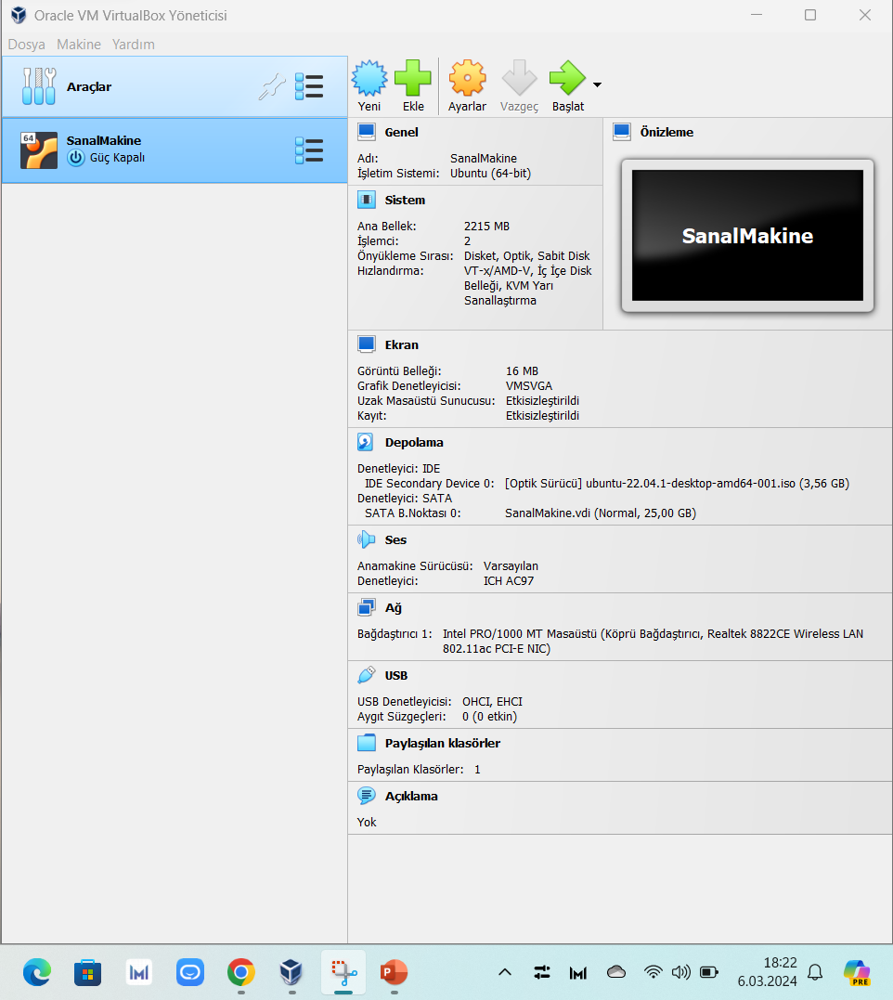 Oracle VM VirtualBox Yöneticisi
Dosya Makine Yardım
Araçlar
64
SanalMakine
Güç Kapalı
Yeni Ekle Ayarlar Vazgeç Başlat
Genel
Adı: SanalMakine
İşletim Sistemi: Ubuntu (64-bit)
Sistem
Ana Bellek: 2215 MB
İşlemci: 2
Önyükleme Sırası: Disket, Optik, Sabit Disk
Hızlandırma: VT-x/AMD-V, İç İçe Disk
Belleği, KVM Yarı
Sanallaştırma
Önizleme
SanalMakine
Ekran
Görüntü Belleği: 16 MB
Grafik Denetleyicisi: VMSVGA
Uzak Masaüstü Sunucusu: Etkisizleştirildi
Kayıt: Etkisizleştirildi
Depolama
Denetleyici: IDE
IDE Secondary Device 0: [Optik Sürücü] ubuntu-22.04.1-desktop-amd64-001.iso (3,56 GB)
Denetleyici: SATA
SATA B.Noktası 0: SanalMakine.vdi (Normal, 25,00 GB)
Ses
Anamakine Sürücüsü: Varsayılan
Denetleyici: ICH AC97
Ağ
Bağdaştırıcı 1: Intel PRO/1000 MT Masaüstü (Köprü Bağdaştırıcı, Realtek 8822CE Wireless LAN
802.11ac PCI-E NIC)
USB
USB Denetleyicisi: OHCI, EHCI
Aygıt Süzgeçleri: 0 (0 etkin)
Paylaşılan klasörler
Paylaşılan Klasörler: 1
Açıklama
Yok
18:22
6.03.2024
PRE